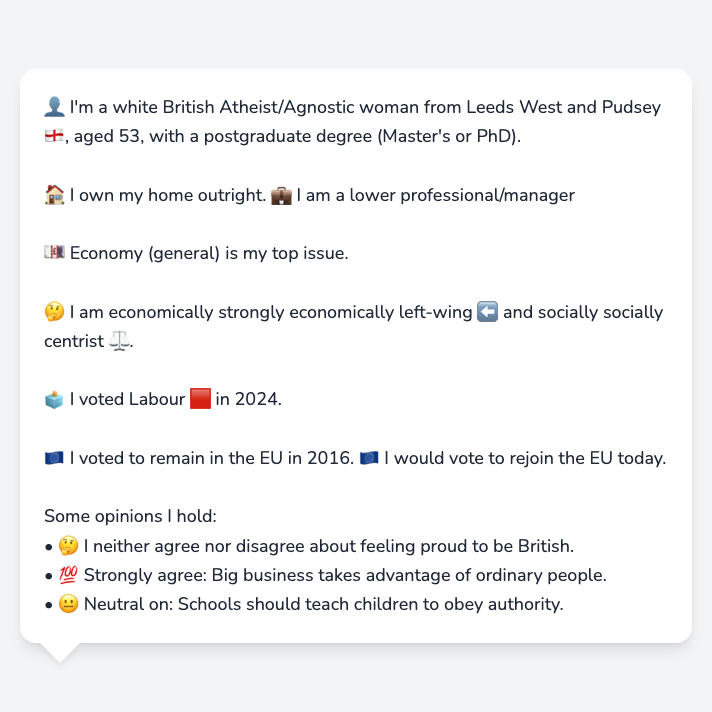 👤 I'm a white British Atheist/Agnostic woman from Leeds West and Pudsey
🏴󠁧󠁢󠁥󠁮󠁧󠁿, aged 53, with a postgraduate degree (Master's or PhD).
🏠 I own my home outright. 💼 I am a lower professional/manager
💷 Economy (general) is my top issue.
🤔 I am economically strongly economically left-wing ⬅️ and socially socially
centrist ⚖️.
🗳️ I voted Labour 🟥 in 2024.
🇪🇺 I voted to remain in the EU in 2016. 🇪🇺 I would vote to rejoin the EU today.
Some opinions I hold:
• 🤔 I neither agree nor disagree about feeling proud to be British.
• 💯 Strongly agree: Big business takes advantage of ordinary people.
• 😐 Neutral on: Schools should teach children to obey authority.